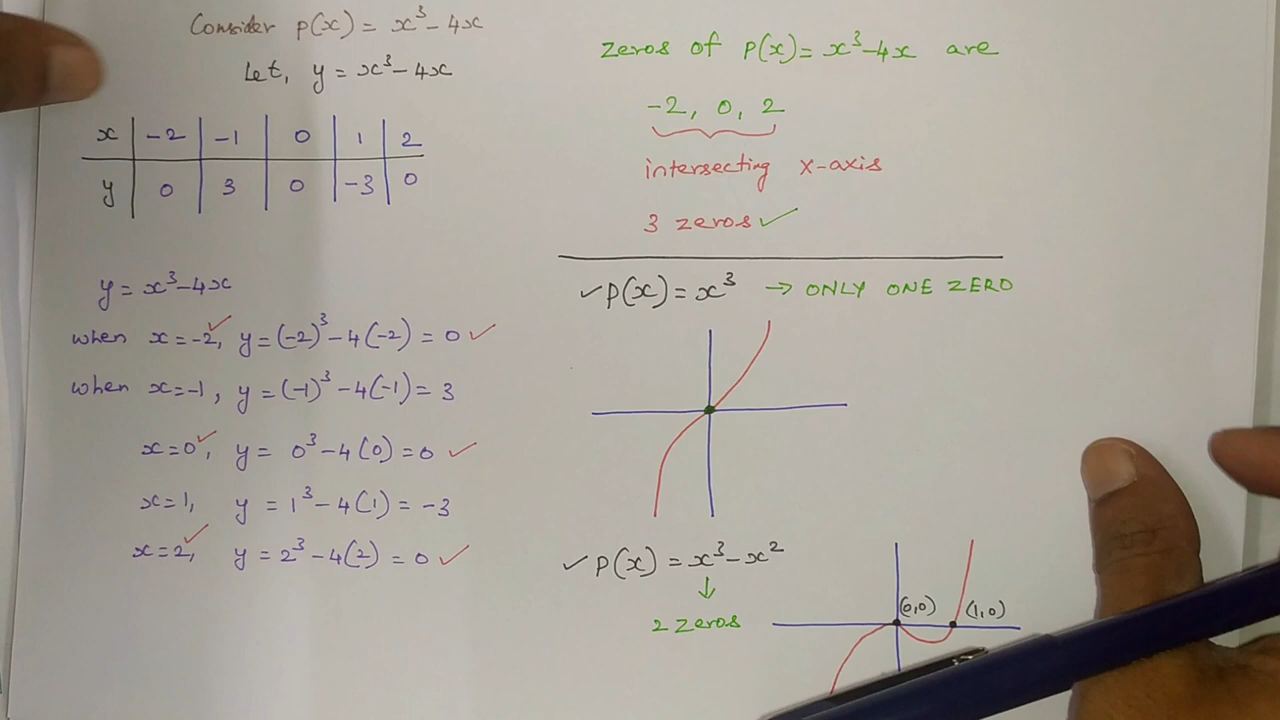 Consider p(x) = x³ - 4x
Let, y = x³ - 4x
x | -2 | -1 | 0 | 1 | 2
y | 0 | 3 | 0 | -3 | 0
y = x³ - 4x
when x = -2, y = (-2)³ - 4(-2) = 0 ✓
when x = -1, y = (-1)³ - 4(-1) = 3
x = 0, y = 0³ - 4(0) = 0 ✓
x = 1, y = 1³ - 4(1) = -3
x = 2, y = 2³ - 4(2) = 0 ✓
Zeros of p(x) = x³ - 4x are
-2, 0, 2
intersecting x-axis
3 zeros ✓
✓ p(x) = x³ → ONLY ONE ZERO
✓ p(x) = x³ - x²
↓
2 zeros
(0,0) (1,0)